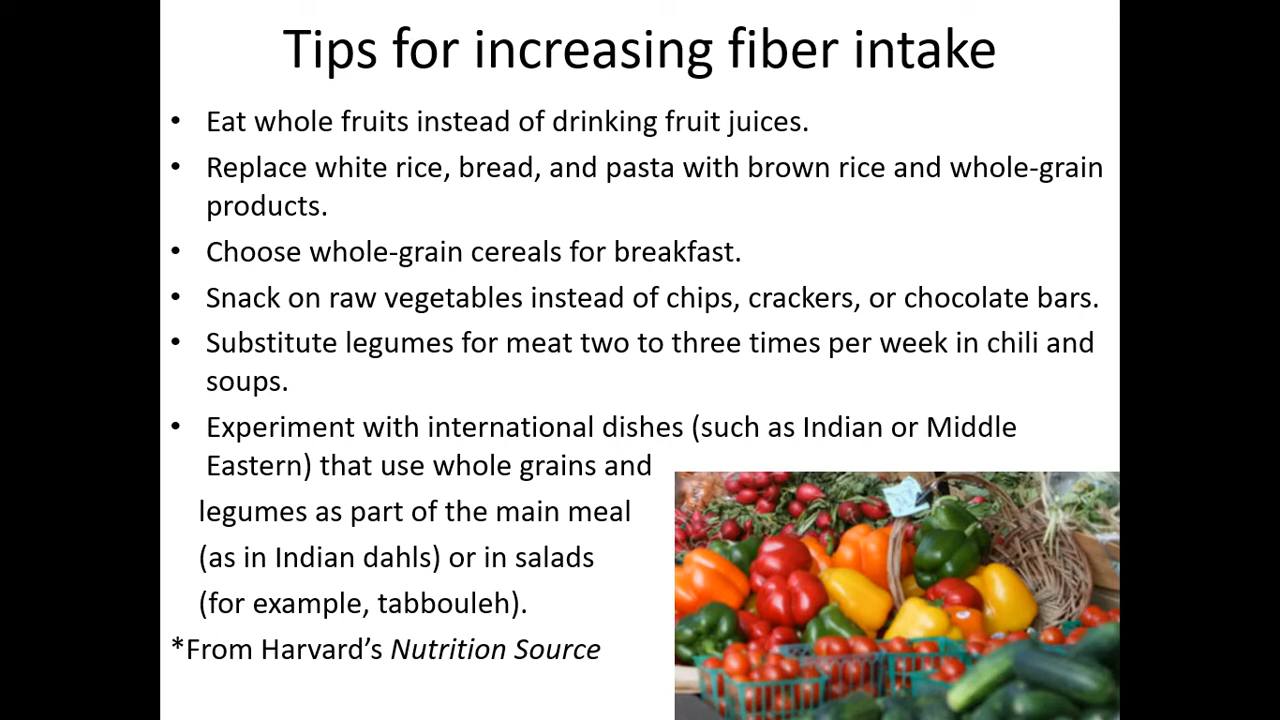 Tips for increasing fiber intake
• Eat whole fruits instead of drinking fruit juices.
• Replace white rice, bread, and pasta with brown rice and whole-grain
products.
• Choose whole-grain cereals for breakfast.
• Snack on raw vegetables instead of chips, crackers, or chocolate bars.
• Substitute legumes for meat two to three times per week in chili and
soups.
• Experiment with international dishes (such as Indian or Middle
Eastern) that use whole grains and
legumes as part of the main meal
(as in Indian dahls) or in salads
(for example, tabbouleh).
*From Harvard’s Nutrition Source